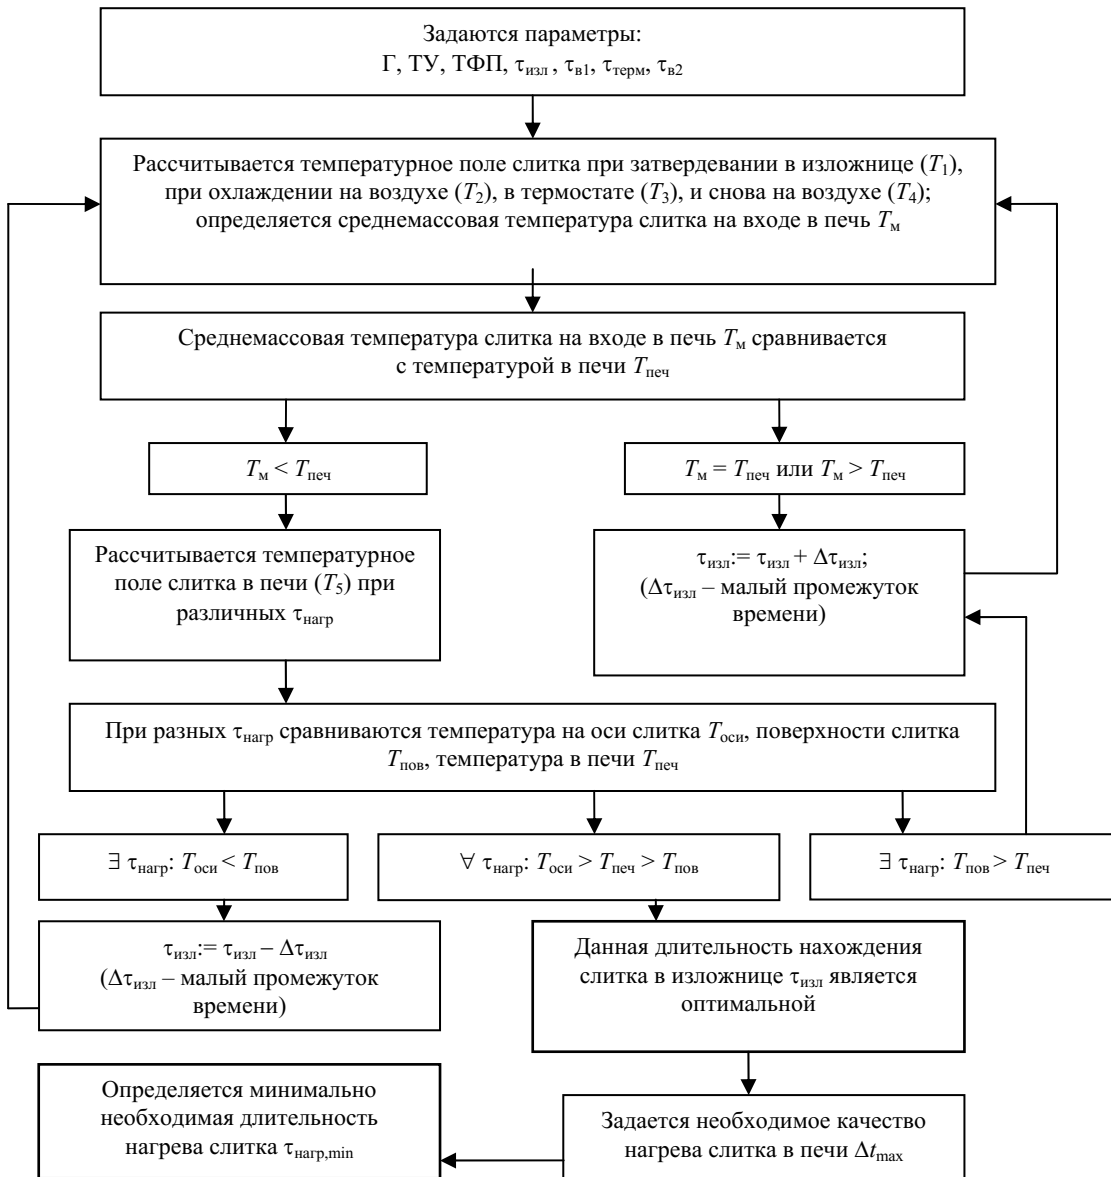 Задаются параметры:
Г, ТУ, ТФП, τизл , τв1, τтерм, τв2
Рассчитывается температурное поле слитка при затвердевании в изложнице (T1),
при охлаждении на воздухе (T2), в термостате (T3), и снова на воздухе (T4);
определяется среднемассовая температура слитка на входе в печь Tм
Среднемассовая температура слитка на входе в печь Tм сравнивается
с температурой в печи Tпеч
Tм < Tпеч
Tм = Tпеч или Tм > Tпеч
Рассчитывается температурное
поле слитка в печи (T5) при
различных τнагр
τизл:= τизл + Δτизл;
(Δτизл – малый промежуток
времени)
При разных τнагр сравниваются температура на оси слитка Tоси, поверхности слитка
Tпов, температура в печи Tпеч
∃ τнагр: Tоси < Tпов
∀ τнагр: Tоси > Tпеч > Tпов
∃ τнагр: Tпов > Tпеч
τизл:= τизл – Δτизл
(Δτизл – малый промежуток
времени)
Данная длительность нахождения
слитка в изложнице τизл является
оптимальной
Определяется минимально
необходимая длительность
нагрева слитка τнагр,min
Задается необходимое качество
нагрева слитка в печи Δtmax